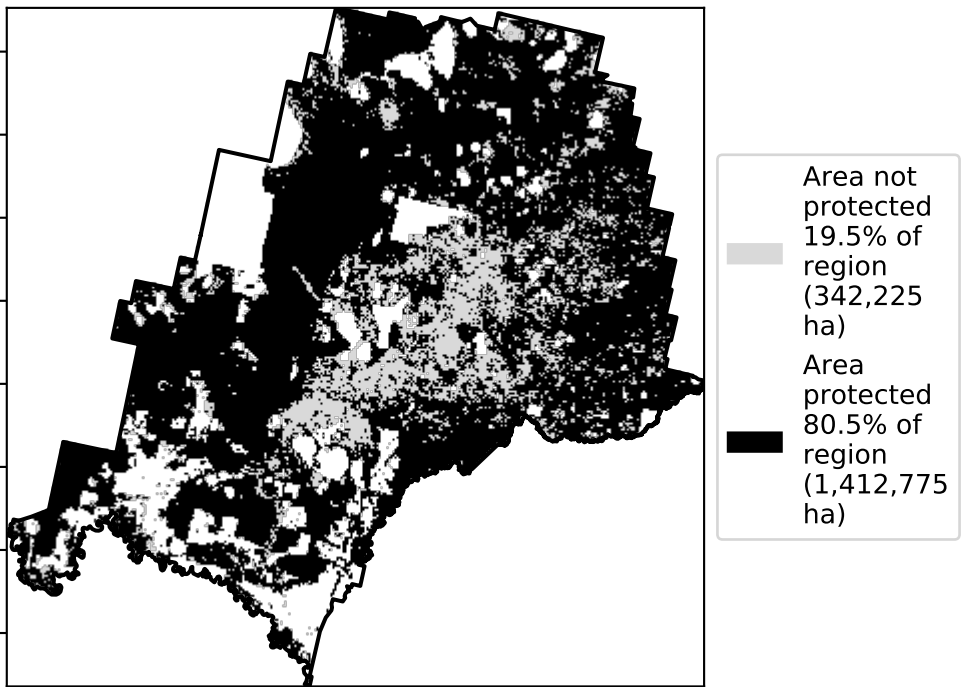 Area not
protected
19.5% of
region
(342,225
ha)
Area
protected
80.5% of
region
(1,412,775
ha)